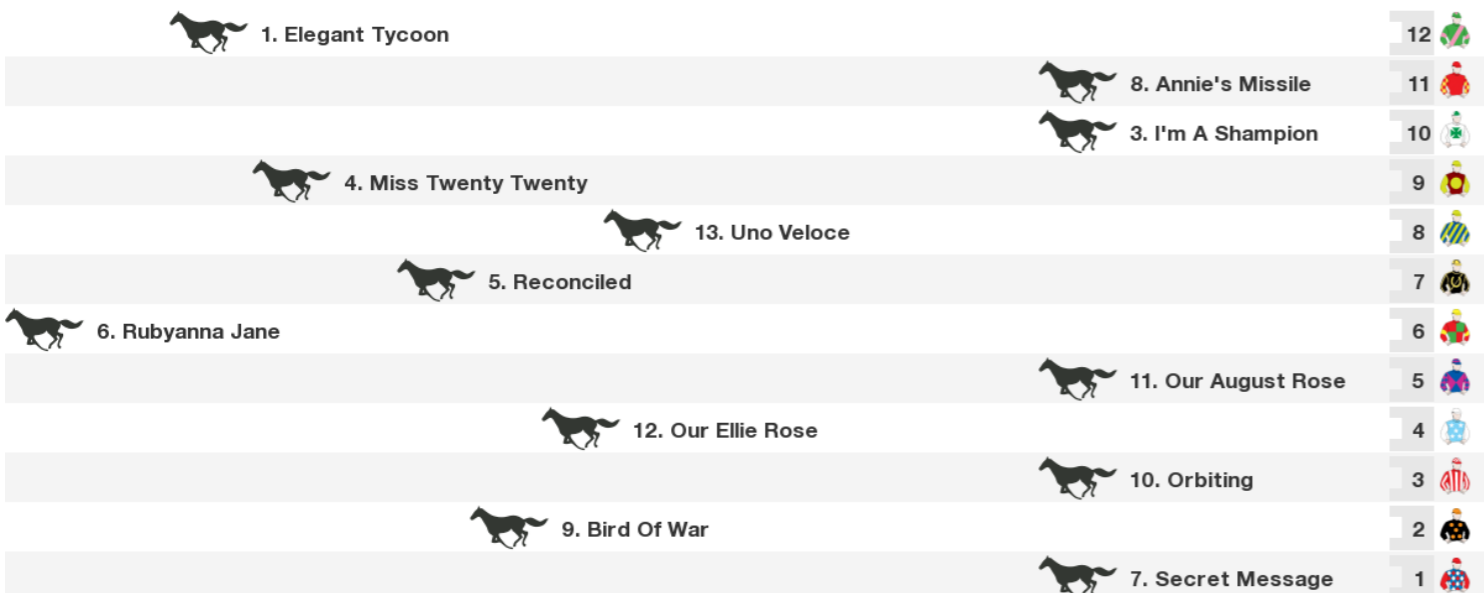 1. Elegant Tycoon 12
8. Annie's Missile 11
3. I'm A Shampion 10
4. Miss Twenty Twenty 9
13. Uno Veloce 8
5. Reconciled 7
6. Rubyanna Jane 6
11. Our August Rose 5
12. Our Ellie Rose 4
10. Orbiting 3
9. Bird Of War 2
7. Secret Message 1